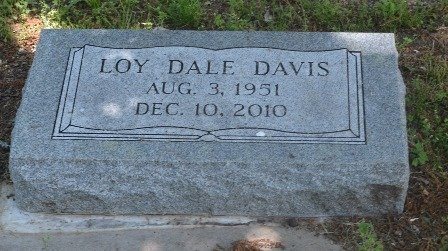 LOY DALE DAVIS
AUG. 3, 1951
DEC. 10, 2010